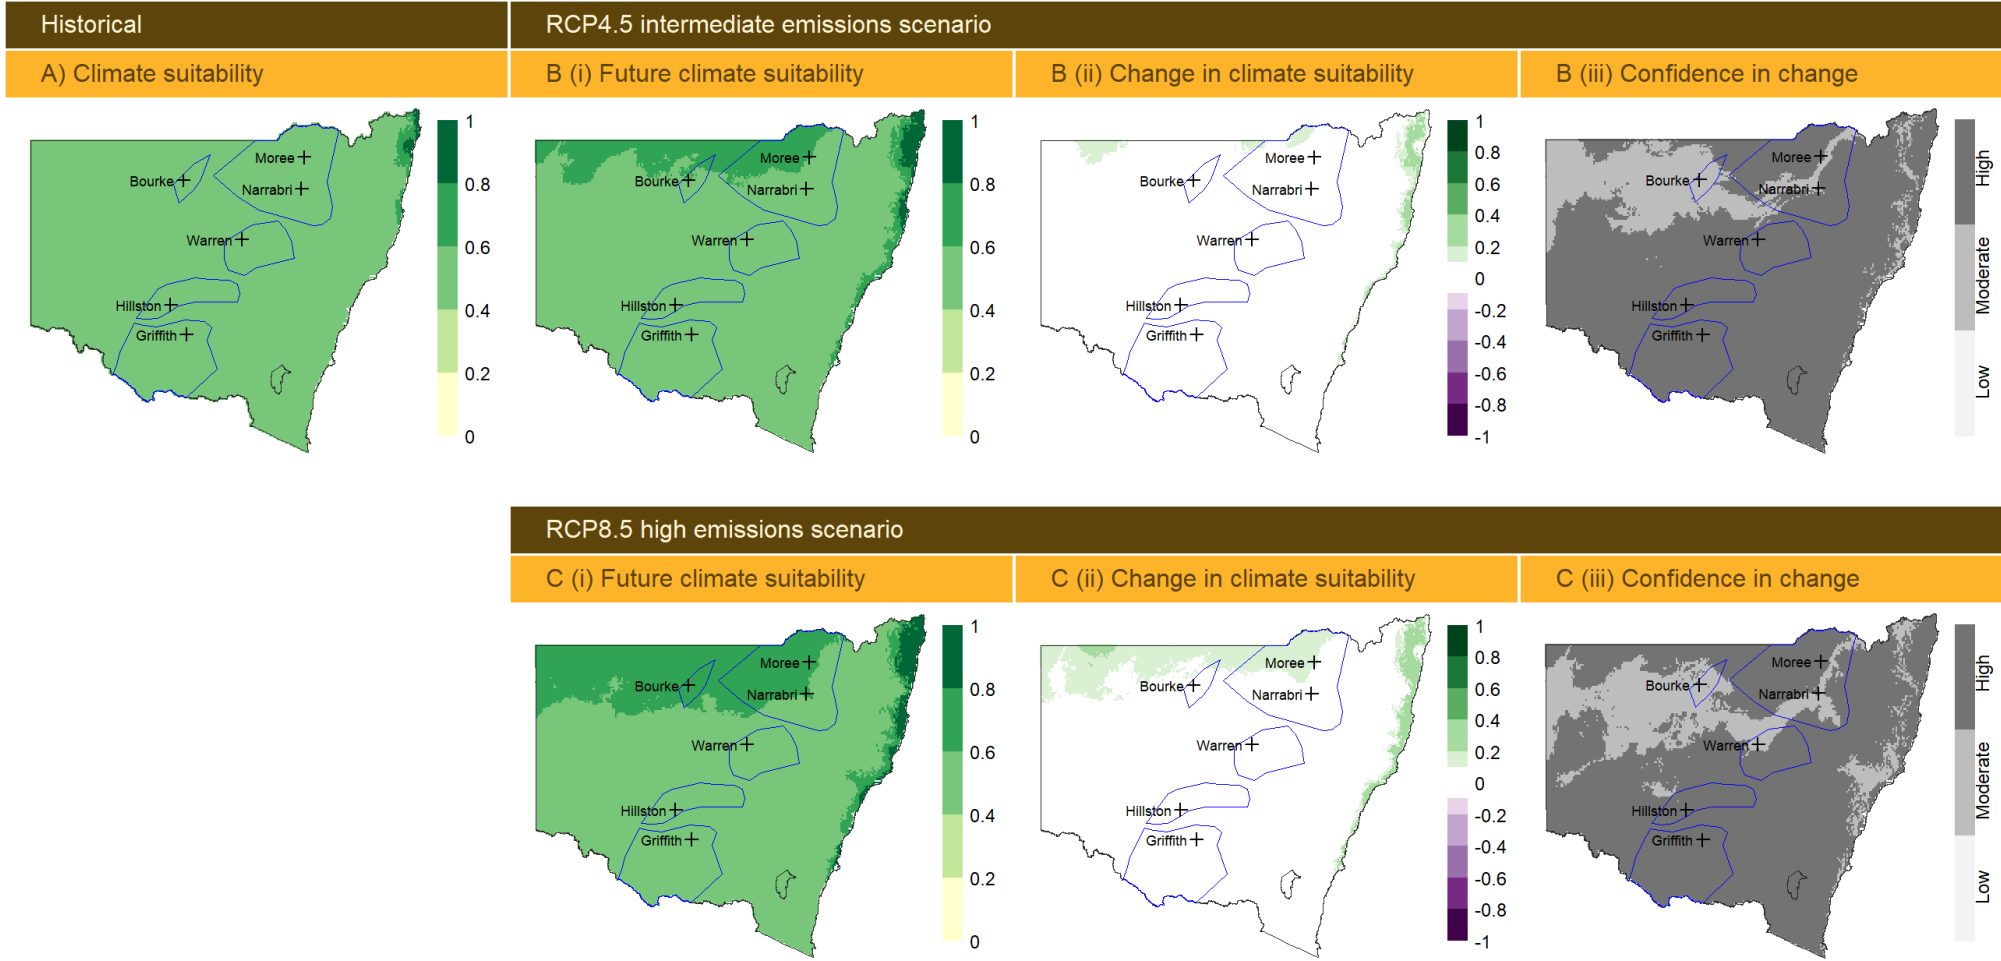 Historical
RCP4.5 intermediate emissions scenario
A) Climate suitability
B (i) Future climate suitability
B (ii) Change in climate suitability
B (iii) Confidence in change
Moree
Bourke
Narrabri
Warren
Hillston
Griffith
1
0.8
0.6
0.4
0.2
0
Moree
Bourke
Narrabri
Warren
Hillston
Griffith
1
0.8
0.6
0.4
0.2
0
Moree
Bourke
Narrabri
Warren
Hillston
Griffith
1
0.8
0.6
0.4
0.2
0
-0.2
-0.4
-0.6
-0.8
-1
Moree
Bourke
Narrabri
Warren
Hillston
Griffith
High
Moderate
Low
RCP8.5 high emissions scenario
C (i) Future climate suitability
C (ii) Change in climate suitability
C (iii) Confidence in change
Moree
Bourke
Narrabri
Warren
Hillston
Griffith
1
0.8
0.6
0.4
0.2
0
Moree
Bourke
Narrabri
Warren
Hillston
Griffith
1
0.8
0.6
0.4
0.2
0
-0.2
-0.4
-0.6
-0.8
-1
Moree
Bourke
Narrabri
Warren
Hillston
Griffith
High
Moderate
Low